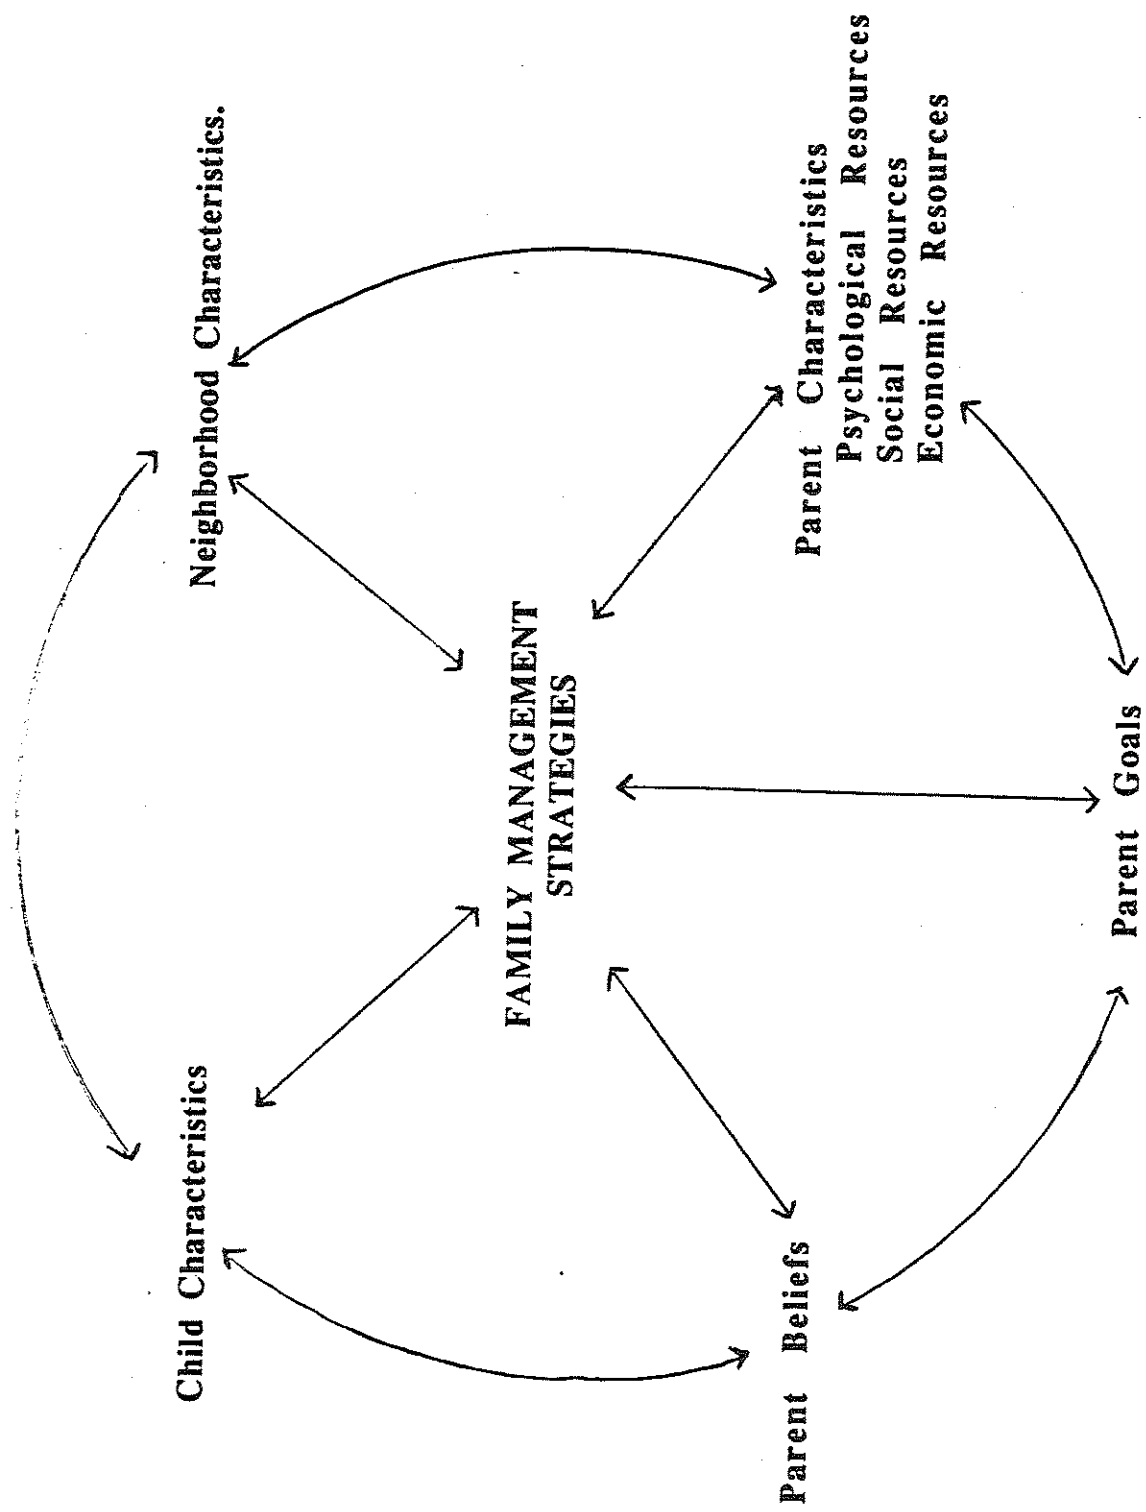 Child Characteristics
Neighborhood Characteristics.
FAMILY MANAGEMENT
STRATEGIES
Parent Beliefs
Parent Characteristics
Psychological Resources
Social Resources
Economic Resources
Parent Goals